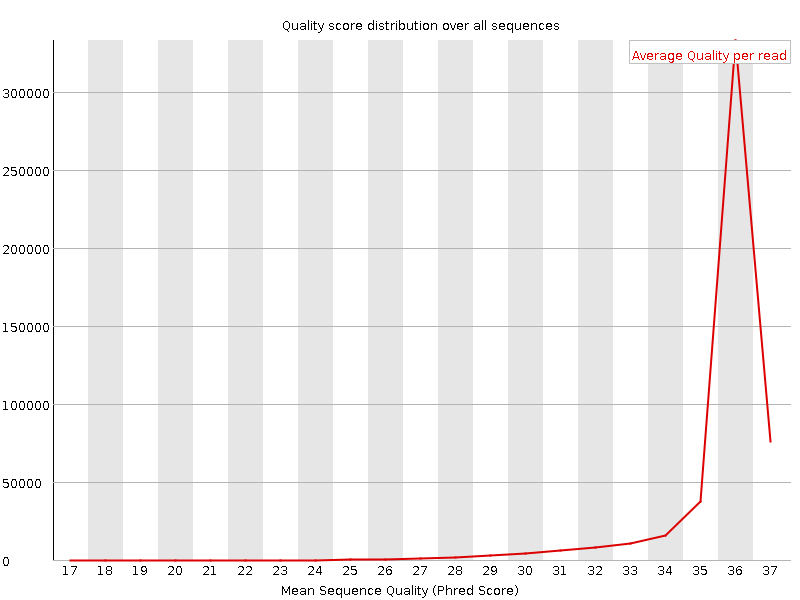 Quality score distribution over all sequences
Average Quality per read
300000
250000
200000
150000
100000
50000
0
17 18 19 20 21 22 23 24 25 26 27 28 29 30 31 32 33 34 35 36 37
Mean Sequence Quality (Phred Score)